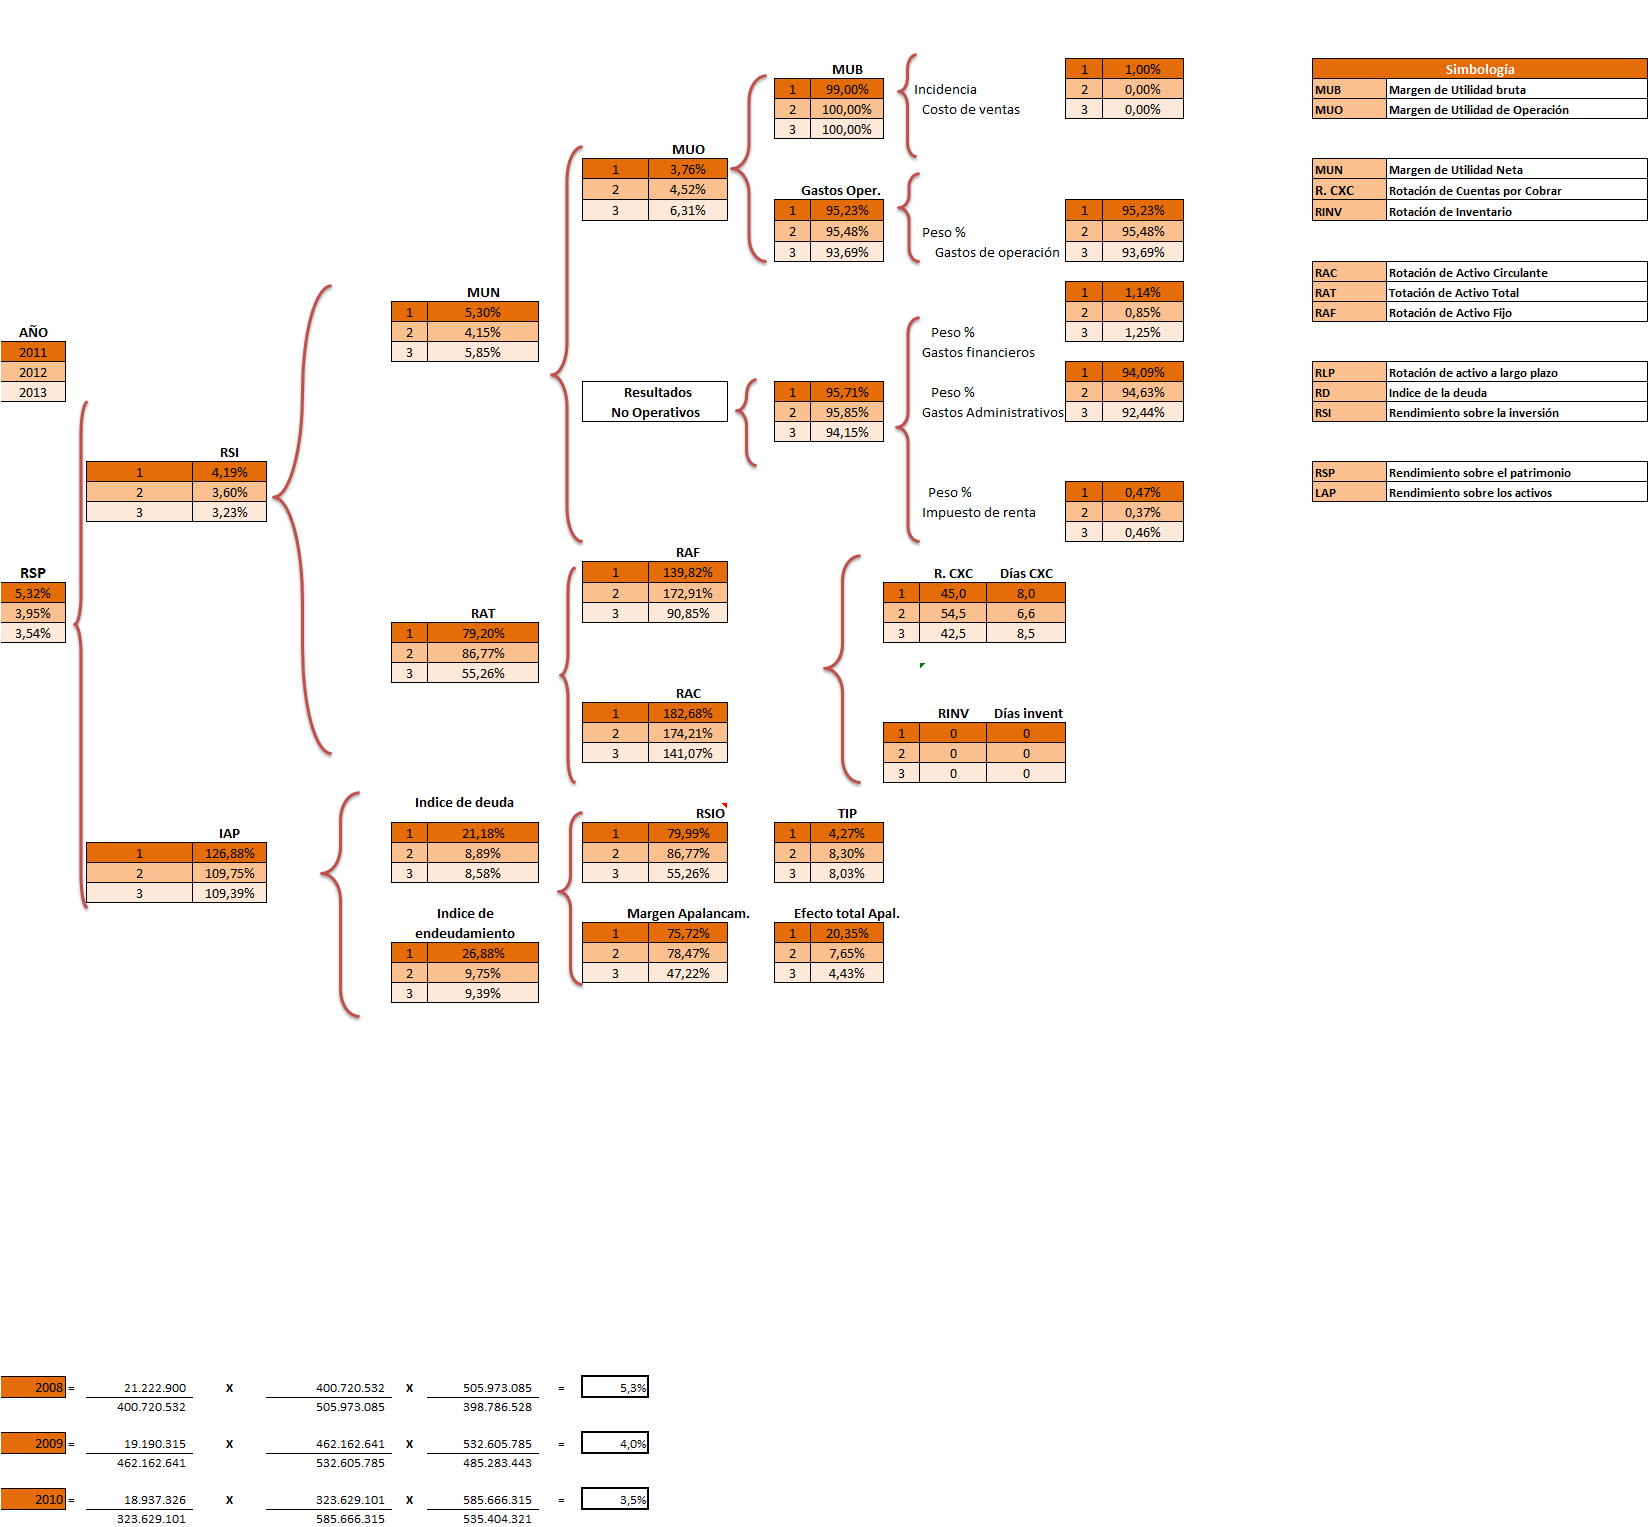 AÑO
2011
2012
2013
RSP
5,32%
3,95%
3,54%
RSI
1 4,19%
2 3,60%
3 3,23%
IAP
1 126,88%
2 109,75%
3 109,39%
MUN
1 5,30%
2 4,15%
3 5,85%
RAT
1 79,20%
2 86,77%
3 55,26%
Indice de deuda
1 21,18%
2 8,89%
3 8,58%
Indice de
endeudamiento
1 26,88%
2 9,75%
3 9,39%
MUO
1 3,76%
2 4,52%
3 6,31%
Resultados
No Operativos
RAF
1 139,82%
2 172,91%
3 90,85%
RAC
1 182,68%
2 174,21%
3 141,07%
RSIO
1 79,99%
2 86,77%
3 55,26%
Margen Apalancam.
1 75,72%
2 78,47%
3 47,22%
MUB
1 99,00%
2 100,00%
3 100,00%
Gastos Oper.
1 95,23%
2 95,48%
3 93,69%
1 95,71%
2 95,85%
3 94,15%
TIP
1 4,27%
2 8,30%
3 8,03%
Efecto total Apal.
1 20,35%
2 7,65%
3 4,43%
Incidencia
Costo de ventas
1 1,00%
2 0,00%
3 0,00%
Peso %
Gastos de operación
1 95,23%
2 95,48%
3 93,69%
Peso %
Gastos financieros
1 1,14%
2 0,85%
3 1,25%
Peso %
Gastos Administrativos
1 94,09%
2 94,63%
3 92,44%
Peso %
Impuesto de renta
1 0,47%
2 0,37%
3 0,46%
R. CXC Días CXC
1 45,0 8,0
2 54,5 6,6
3 42,5 8,5
RINV Días invent
1 0 0
2 0 0
3 0 0
Simbología
MUB Margen de Utilidad bruta
MUO Margen de Utilidad de Operación
MUN Margen de Utilidad Neta
R. CXC Rotación de Cuentas por Cobrar
RINV Rotación de Inventario
RAC Rotación de Activo Circulante
RAT Totación de Activo Total
RAF Rotación de Activo Fijo
RLP Rotación de activo a largo plazo
RD Indice de la deuda
RSI Rendimiento sobre la inversión
RSP Rendimiento sobre el patrimonio
LAP Rendimiento sobre los activos
2008 = 21.222.900 X 400.720.532 X 505.973.085 = 5,3%
400.720.532 505.973.085 398.786.528
2009 = 19.190.315 X 462.162.641 X 532.605.785 = 4,0%
462.162.641 532.605.785 485.283.443
2010 = 18.937.326 X 323.629.101 X 585.666.315 = 3,5%
323.629.101 585.666.315 535.404.321